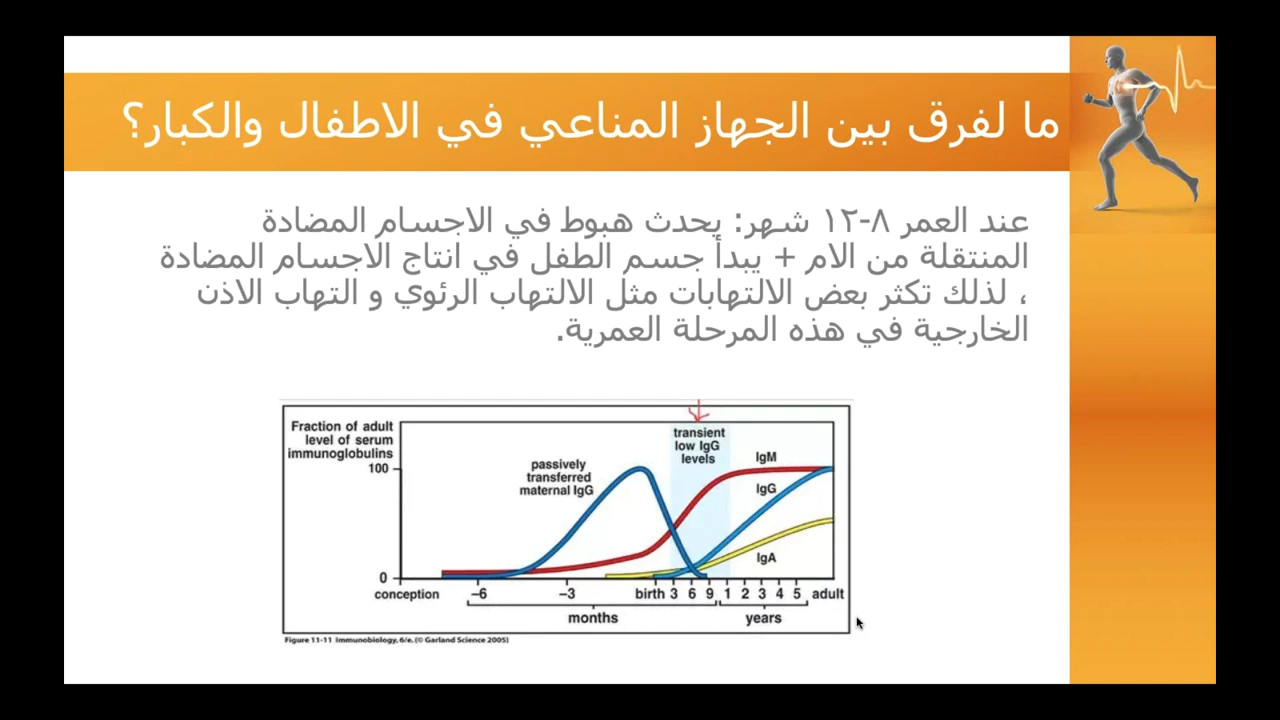 ما لفرق بين الجهاز المناعي في الاطفال والكبار؟
عند العمر ٨-١٢ شهر: يحدث هبوط في الاجسام المضادة
المنتقلة من الام + يبدأ جسم الطفل في انتاج الاجسام المضادة
، لذلك تكثر بعض الالتهابات مثل الالتهاب الرئوي و التهاب الاذن
الخارجية في هذه المرحلة العمرية.
Fraction of adult
level of serum
immunoglobulins
100
0
passively
transferred
maternal IgG
transient
low IgG
levels
IgM
IgG
IgA
conception −6 −3 birth 3 6 9 1 2 3 4 5 adult
months years
Figure 11-11 Immunobiology, 6/e. (© Garland Science 2005)